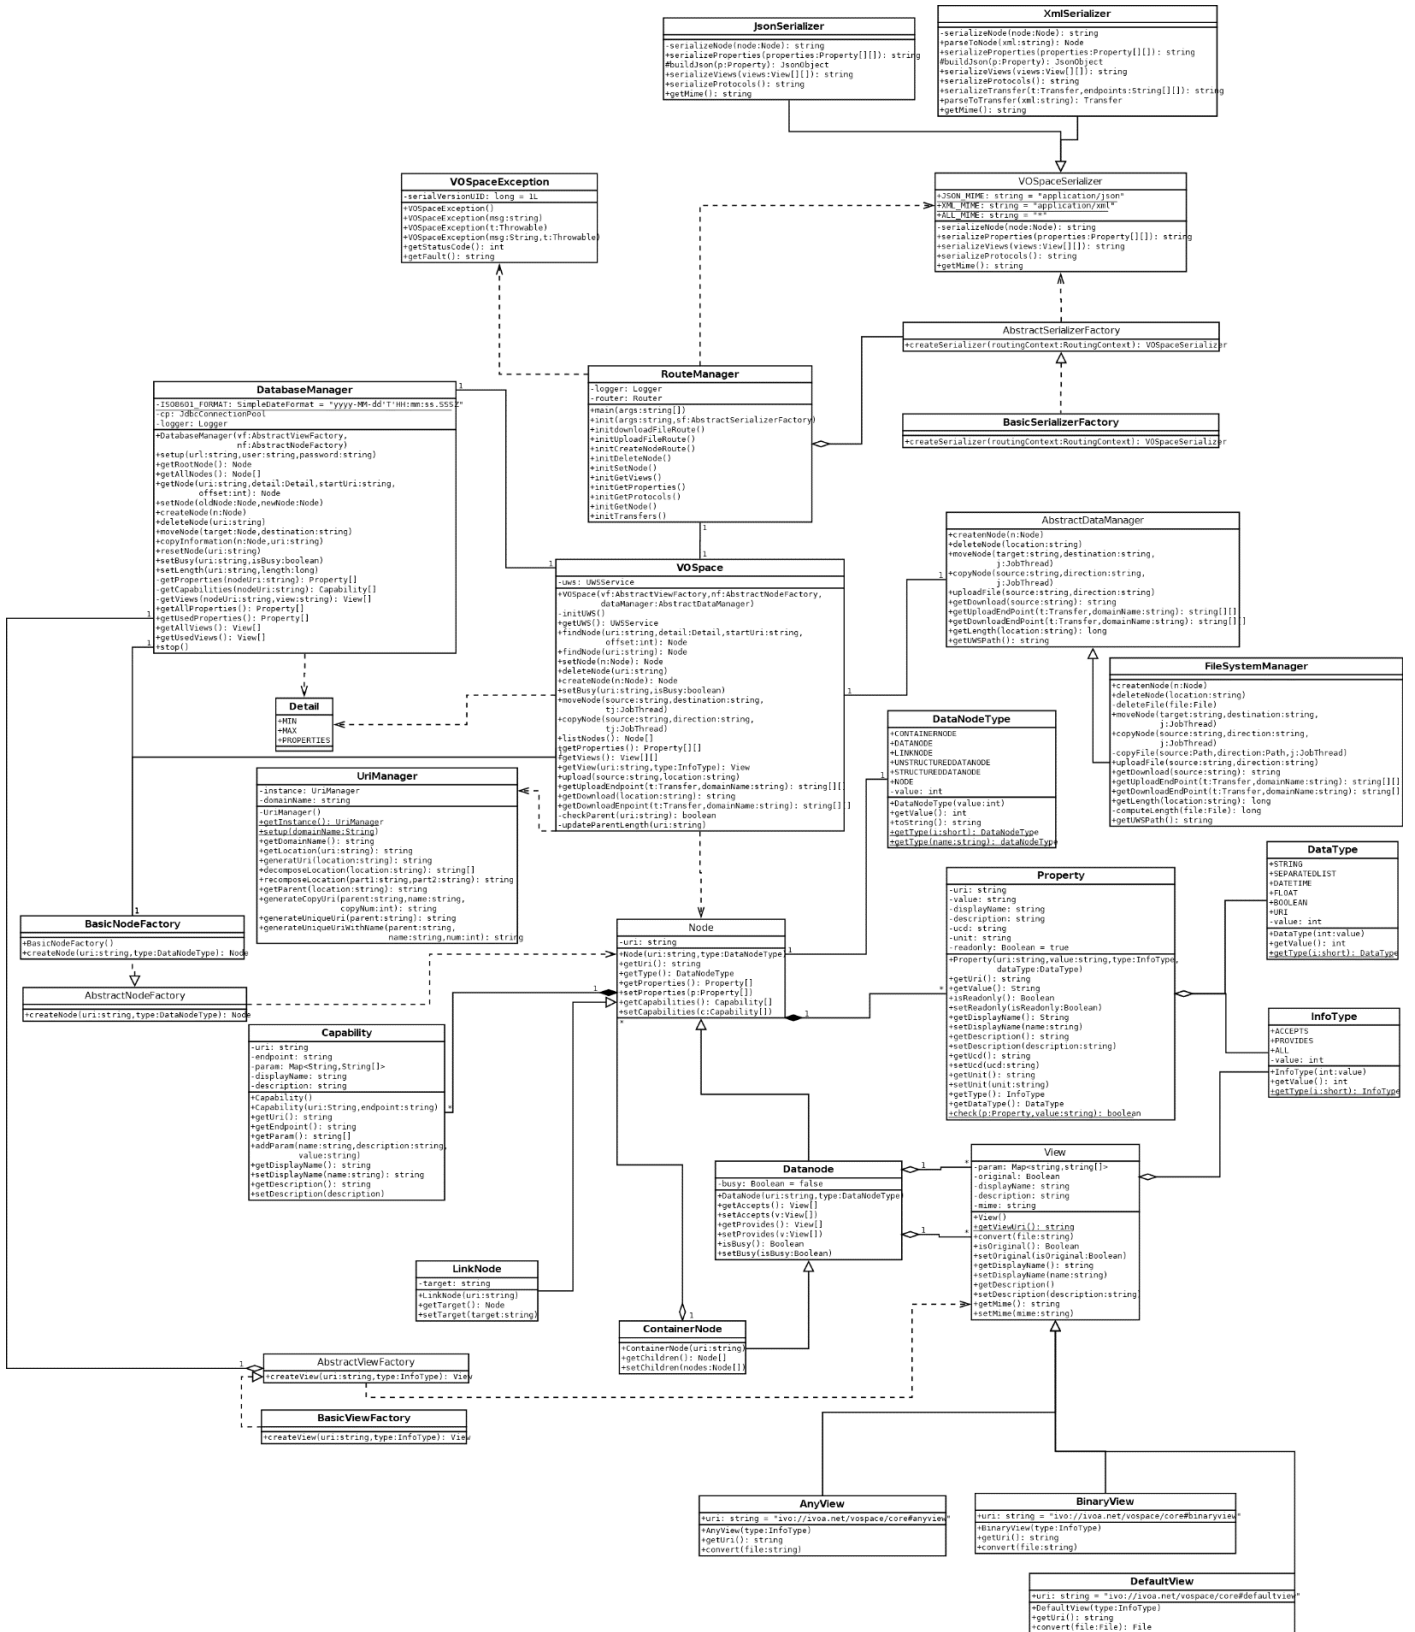 JsonSerializer
-serializeNode(node:Node): string
+serializeProperties(properties:Property[][]): string
#buildJson(p:Property): JsonObject
+serializeViews(views:View[][]): string
+serializeProtocols(): string
+getMime(): string
XmlSerializer
-serializeNode(node:Node): string
+parseToNode(xml:string): Node
+serializeProperties(properties:Property[][]): string
#buildJson(p:Property): JsonObject
+serializeViews(views:View[][]): string
+serializeProtocols(): string
+serializeTransfer(t:Transfer,endpoints:String[][]): string
+parseToTransfer(xml:string): Transfer
+getMime(): string
VOSpaceException
-serialVersionUID: long = 1L
+VOSpaceException()
+VOSpaceException(msg:string)
+VOSpaceException(t:Throwable)
+VOSpaceException(msg:String,t:Throwable)
+getStatusCode(): int
+getFault(): string
VOSpaceSerializer
+JSON_MIME: string = "application/json"
+XML_MIME: string = "application/xml"
+ALL_MIME: string = "*"
-serializeNode(node:Node): string
+serializeProperties(properties:Property[][]): string
+serializeViews(views:View[][]): string
+serializeProtocols(): string
+getMime(): string
AbstractSerializerFactory
+createSerializer(routingContext:RoutingContext): VOSpaceSerializer
BasicSerializerFactory
+createSerializer(routingContext:RoutingContext): VOSpaceSerializer
RouteManager
-logger: Logger
-router: Router
+main(args:string[])
+init(args:string,sf:AbstractSerializerFactory)
+initdownloadFileRoute()
+initUploadFileRoute()
+initCreateNodeRoute()
+initDeleteNode()
+initSetNode()
+initGetViews()
+initGetProperties()
+initGetProtocols()
+initGetNode()
+initTransfers()
1
1
DatabaseManager
-ISO8601_FORMAT: SimpleDateFormat = "yyyy-MM-dd'T'HH:mm:ss.SSSZ"
-cp: JdbcConnectionPool
-logger: Logger
+DatabaseManager(vf:AbstractViewFactory,
nf:AbstractNodeFactory)
+setup(url:string,user:string,password:string)
+getRootNode(): Node
+getAllNodes(): Node[]
+getNode(uri:string,detail:Detail,startUri:string,
offset:int): Node
+setNode(oldNode:Node,newNode:Node)
+createNode(n:Node)
+deleteNode(uri:string)
+moveNode(target:Node,destination:string)
+copyInformation(n:Node,uri:string)
+resetNode(uri:string)
+setBusy(uri:string,isBusy:boolean)
+setLength(uri:string,length:long)
-getProperties(nodeUri:string): Property[]
-getCapabilities(nodeUri:string): Capability[]
-getViews(nodeUri:string,view:string): View[]
+getAllProperties(): Property[]
+getUsedProperties(): Property[]
+getAllViews(): View[]
+getUsedViews(): View[]
+stop()
1
1
1
1
VOSpace
-uws: UWSService
+VOSpace(vf:AbstractViewFactory,nf:AbstractNodeFactory,
dataManager:AbstractDataManager)
-initUWS()
+getUWS(): UWSService
+findNode(uri:string,detail:Detail,startUri:string,
offset:int): Node
+findNode(uri:string): Node
+setNode(n:Node): Node
+deleteNode(uri:string)
+createNode(n:Node): Node
+setBusy(uri:string,isBusy:boolean)
+moveNode(source:string,destination:string,
tj:JobThread)
+copyNode(source:string,direction:string,
tj:JobThread)
+listNodes(): Node[]
+getProperties(): Property[][]
+getViews(): View[][]
+getView(uri:string,type:InfoType): View
+upload(source:string,location:string)
+getUploadEndpoint(t:Transfer,domainName:string): string[][]
+getDownload(location:string): string
+getDownloadEnpoint(t:Transfer,domainName:string): string[][]
-checkParent(uri:string): boolean
-updateParentLength(uri:string)
1
1
AbstractDataManager
+createnNode(n:Node)
+deleteNode(location:string)
+moveNode(target:string,destination:string,
j:JobThread)
+copyNode(source:string,direction:string,
j:JobThread)
+uploadFile(source:string,direction:string)
+getDownload(source:string): string
+getUploadEndPoint(t:Transfer,domainName:string): string[][]
+getDownloadEndPoint(t:Transfer,domainName:string): string[][]
+getLength(location:string): long
+getUWSPath(): string
FileSystemManager
+createnNode(n:Node)
+deleteNode(location:string)
-deleteFile(file:File)
+moveNode(target:string,destination:string,
j:JobThread)
+copyNode(source:string,direction:string,
j:JobThread)
-copyFile(source:Path,direction:Path,j:JobThread)
+uploadFile(source:string,direction:string)
+getDownload(source:string): string
+getUploadEndPoint(t:Transfer,domainName:string): string[][]
+getDownloadEndPoint(t:Transfer,domainName:string): string[][]
+getLength(location:string): long
-computeLength(file:File): long
+getUWSPath(): string
Detail
+MIN
+MAX
+PROPERTIES
UriManager
-instance: UriManager
-domainName: string
-UriManager()
+getInstance(): UriManager
+setup(domainName:String)
+getDomainName(): string
+getLocation(uri:string): string
+generatUri(location:string): string
+decomposeLocation(location:string): string[]
+recomposeLocation(part1:string,part2:string): string
+getParent(location:string): string
+generateCopyUri(parent:string,name:string,
copyNum:int): string
+generateUniqueUri(parent:string): string
+generateUniqueUriWithName(parent:string,
name:string,num:int): string
DataNodeType
+CONTAINERNODE
+DATANODE
+LINKNODE
+UNSTRUCTUREDDATANODE
+STRUCTUREDDATANODE
+NODE
-value: int
+DataNodeType(value:int)
+getValue(): int
+toString(): string
+getType(i:short): DataNodeType
+getType(name:string): dataNodeType
1
1
DataType
+STRING
+SEPARATEDLIST
+DATETIME
+FLOAT
+BOOLEAN
+URI
-value: int
+DataType(int:value)
+getValue(): int
+getType(i:short): DataType
1
BasicNodeFactory
+BasicNodeFactory()
+createNode(uri:string,type:DataNodeType): Node
AbstractNodeFactory
+createNode(uri:string,type:DataNodeType): Node
Node
-uri: string
+Node(uri:string,type:DataNodeType)
+getUri(): string
+getType(): DataNodeType
+getProperties(): Property[]
+setProperties(p:Property[])
+getCapabilities(): Capability[]
+setCapabilities(c:Capability[])
1
1
*
*
Property
-uri: string
-value: string
-displayName: string
-description: string
-ucd: string
-unit: string
-readonly: Boolean = true
+Property(uri:string,value:string,type:InfoType,
dataType:DataType)
+getUri(): string
+getValue(): String
+isReadonly(): Boolean
+setReadonly(isReadonly:Boolean)
+getDisplayName(): String
+setDisplayName(name:string)
+getDescription(): string
+setDescription(description:string)
+getUcd(): string
+setUcd(ucd:string)
+getUnit(): string
+setUnit(unit:string)
+getType(): InfoType
+getDataType(): DataType
+check(p:Property,value:string): boolean
InfoType
+ACCEPTS
+PROVIDES
+ALL
-value: int
+InfoType(int:value)
+getValue(): int
+getType(i:short): InfoType
Capability
-uri: string
-endpoint: string
-param: Map<String,String[]>
-displayName: string
-description: string
+Capability()
+Capability(uri:String,endpoint:string)
+getUri(): string
+getEndpoint(): string
+getParam(): string[]
+addParam(name:string,description:string,
value:string)
+getDisplayName(): string
+setDisplayName(name:string): string
+getDescription(): string
+setDescription(description)
*
Datanode
-busy: Boolean = false
+DataNode(uri:string,type:DataNodeType)
+getAccepts(): View[]
+setAccepts(v:View[])
+getProvides(): View[]
+setProvides(v:View[])
+isBusy(): Boolean
+setBusy(isBusy:Boolean)
1
*
1
*
View
-param: Map<string,string[]>
-original: Boolean
-displayName: string
-description: string
-mime: string
+View()
+getViewUri(): string
+convert(file:string)
+isOriginal(): Boolean
+setOriginal(isOriginal:Boolean)
+getDisplayName(): string
+setDisplayName(name:string)
+getDescription()
+setDescription(description:string)
+getMime(): string
+setMime(mime:string)
LinkNode
-target: string
+LinkNode(uri:string)
+getTarget(): Node
+setTarget(target:string)
1
ContainerNode
+ContainerNode(uri:string)
+getChildren(): Node[]
+setChildren(nodes:Node[])
1
AbstractViewFactory
+createView(uri:string,type:InfoType): View
BasicViewFactory
+createView(uri:string,type:InfoType): View
AnyView
+uri: string = "ivo://ivoa.net/vospace/core#anyview"
+AnyView(type:InfoType)
+getUri(): string
+convert(file:string)
BinaryView
+uri: string = "ivo://ivoa.net/vospace/core#binaryview"
+BinaryView(type:InfoType)
+getUri(): string
+convert(file:string)
DefaultView
+uri: string = "ivo://ivoa.net/vospace/core#defaultview"
+DefaultView(type:InfoType)
+getUri(): string
+convert(file:File): File